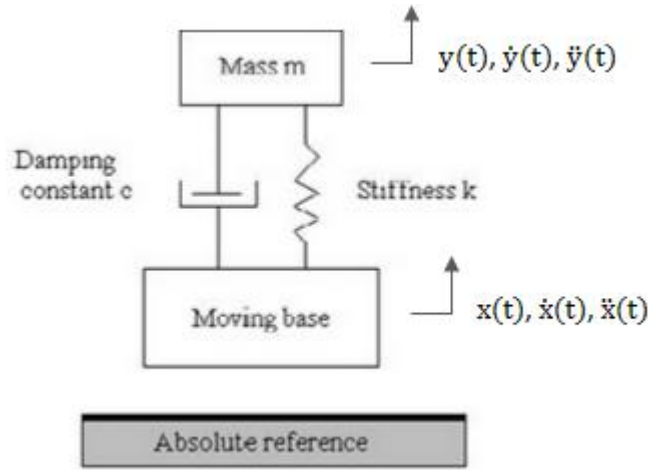 Mass m
y(t), ẏ(t), ÿ(t)
Damping
constant c
Stiffness k
Moving base
x(t), ẋ(t), ẍ(t)
Absolute reference